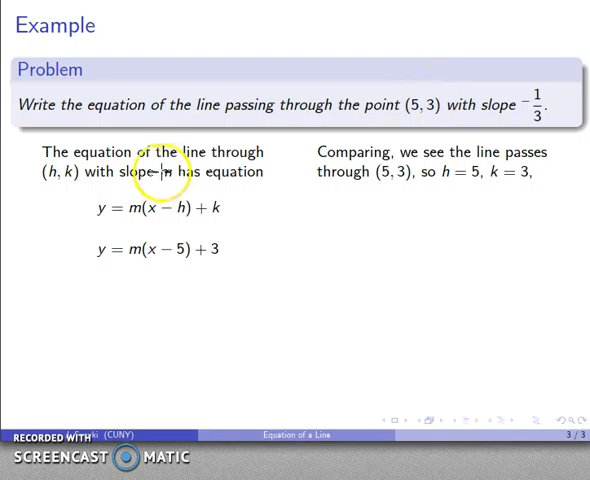 Example
Problem
Write the equation of the line passing through the point (5, 3) with slope −1/3.
The equation of the line through
(h, k) with slope m has equation
y = m(x − h) + k
y = m(x − 5) + 3
Comparing, we see the line passes
through (5, 3), so h = 5, k = 3,
(CUNY)
Equation of a Line
3 / 3
RECORDED WITH
SCREENCAST MATIC